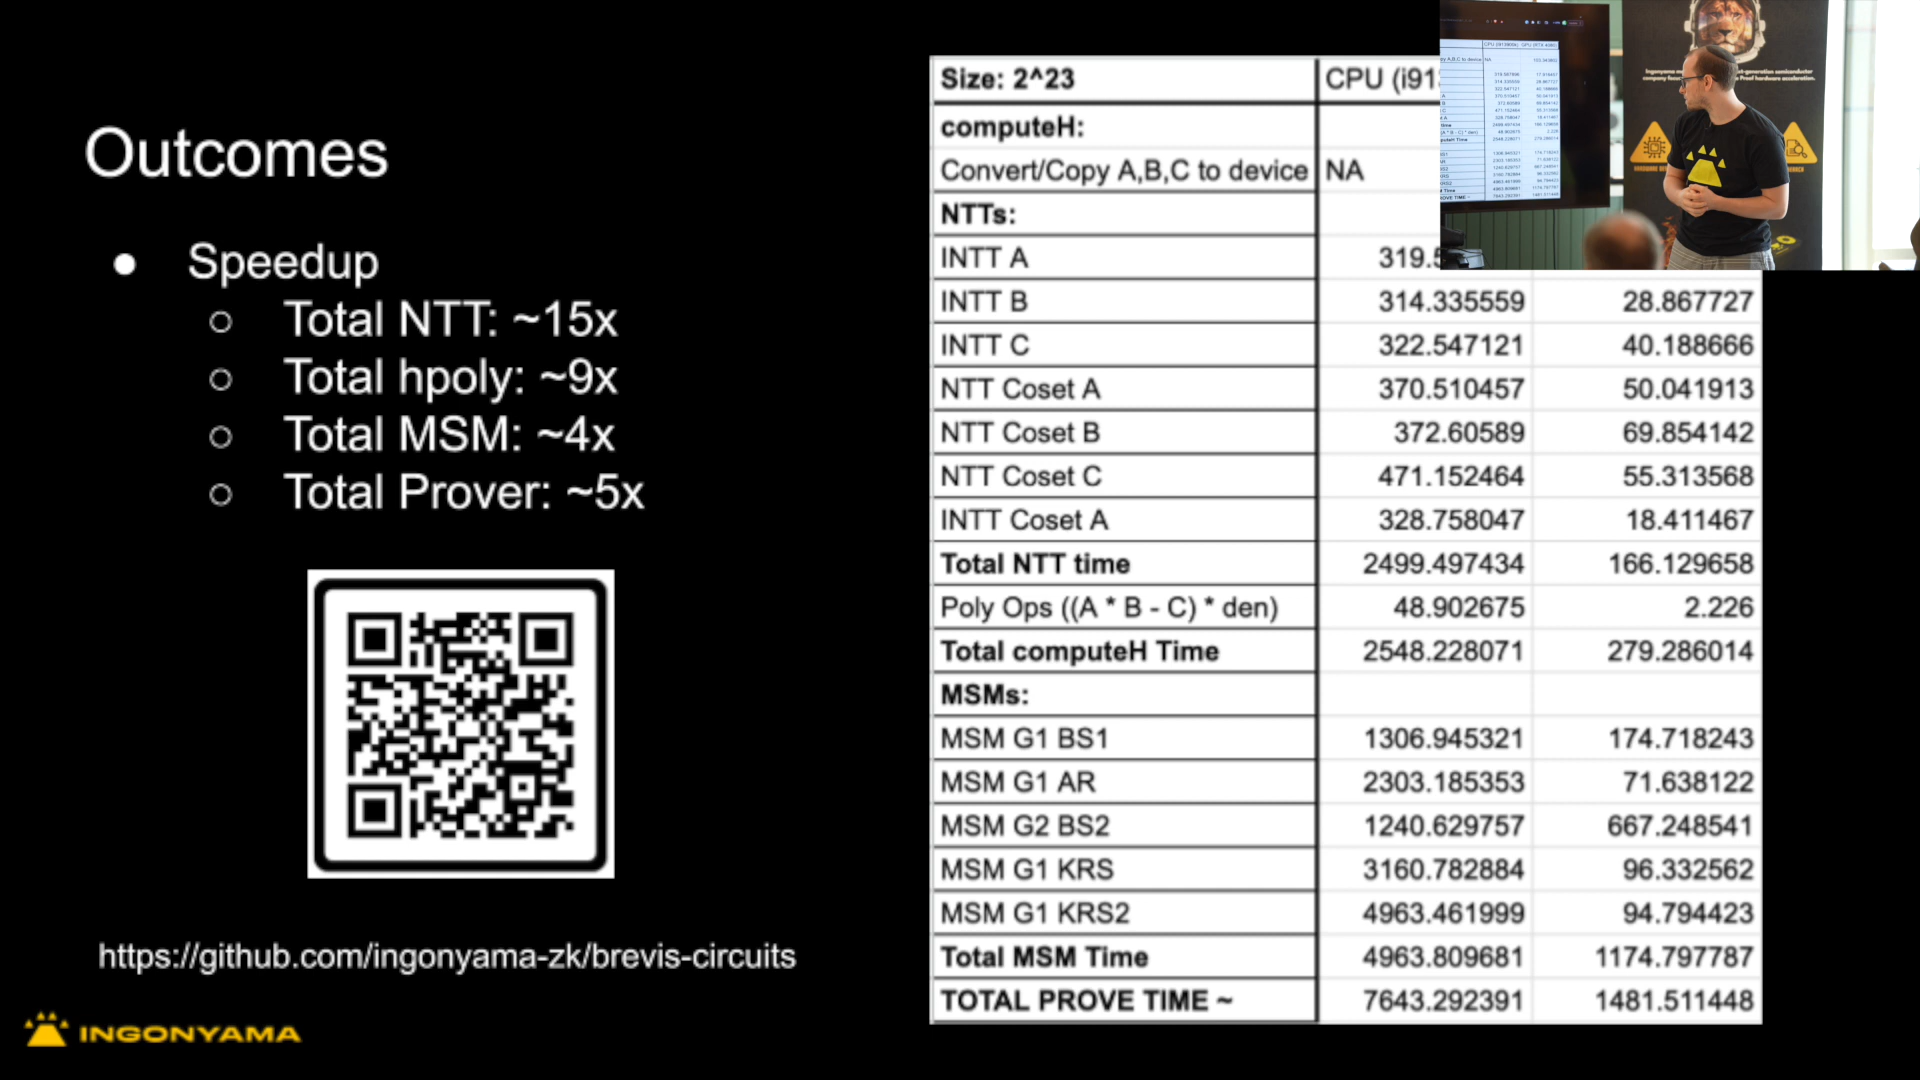 Outcomes
● Speedup
○ Total NTT: ~15x
○ Total hpoly: ~9x
○ Total MSM: ~4x
○ Total Prover: ~5x
https://github.com/ingonyama-zk/brevis-circuits
INGONYAMA
Size: 2^23 CPU (i91
computeH:
Convert/Copy A,B,C to device NA
NTTs:
INTT A 319.5
INTT B 314.335559 28.867727
INTT C 322.547121 40.188666
NTT Coset A 370.510457 50.041913
NTT Coset B 372.60589 69.854142
NTT Coset C 471.152464 55.313568
INTT Coset A 328.758047 18.411467
Total NTT time 2499.497434 166.129658
Poly Ops ((A * B - C) * den) 48.902675 2.226
Total computeH Time 2548.228071 279.286014
MSMs:
MSM G1 BS1 1306.945321 174.718243
MSM G1 AR 2303.185353 71.638122
MSM G2 BS2 1240.629757 667.248541
MSM G1 KRS 3160.782884 96.332562
MSM G1 KRS2 4963.461999 94.794423
Total MSM Time 4963.809681 1174.797787
TOTAL PROVE TIME ~ 7643.292391 1481.511448